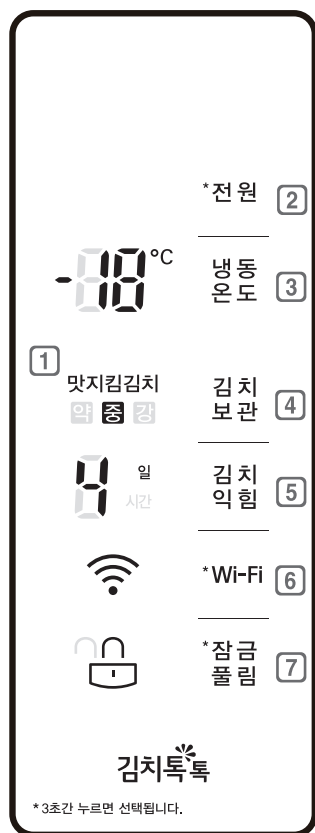 *전원 2
-18°C 냉동
온도 3
1
맛지킴김치
약 중 강
김치
보관 4
4 일
시간
김치
익힘 5
*Wi-Fi 6
*잠금
풀림 7
김치톡톡
* 3초간 누르면 선택됩니다.